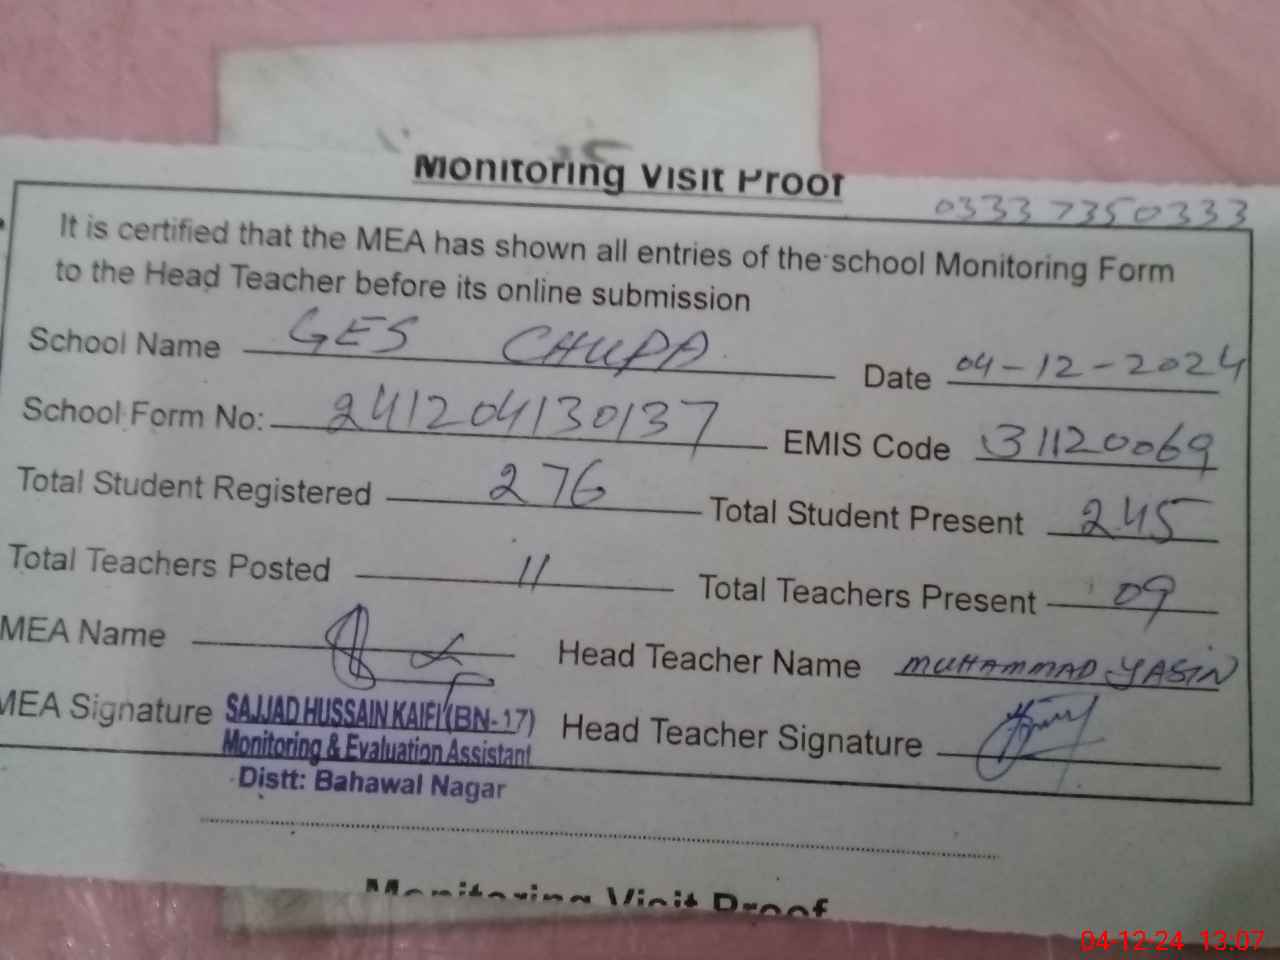 Monitoring Visit Proof
03337350333
It is certified that the MEA has shown all entries of the school Monitoring Form
to the Head Teacher before its online submission
School Name GES CHUPA Date 04-12-2024
School Form No: 241204130137 EMIS Code 31120069
Total Student Registered 276 Total Student Present 245
Total Teachers Posted 11 Total Teachers Present 09
MEA Name Head Teacher Name MUHAMMAD YASIN
MEA Signature SAJJAD HUSSAIN KAIFI (BN-17) Head Teacher Signature
Monitoring & Evaluation Assistant
Distt: Bahawal Nagar
Monitoring Visit Proof
04-12-24 13:07